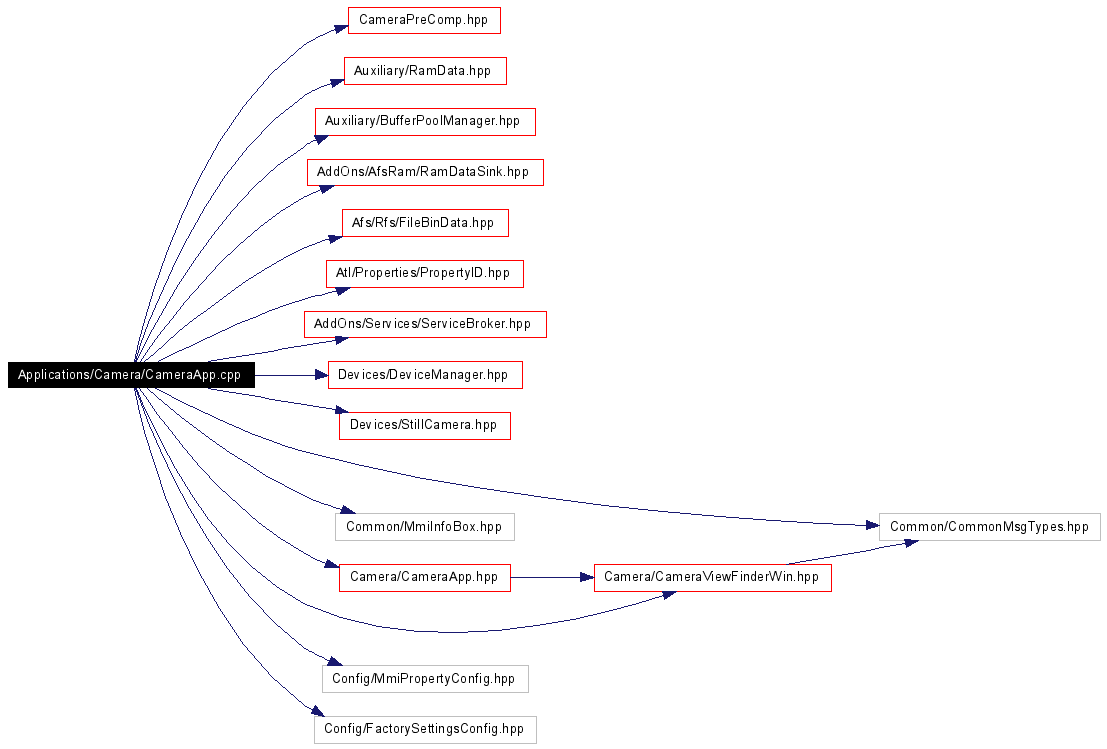 CameraPreComp.hpp
Auxiliary/RamData.hpp
Auxiliary/BufferPoolManager.hpp
AddOns/AfsRam/RamDataSink.hpp
Afs/Rfs/FileBinData.hpp
Atl/Properties/PropertyID.hpp
AddOns/Services/ServiceBroker.hpp
Applications/Camera/CameraApp.cpp
Devices/DeviceManager.hpp
Devices/StillCamera.hpp
Common/MmiInfoBox.hpp
Common/CommonMsgTypes.hpp
Camera/CameraApp.hpp
Camera/CameraViewFinderWin.hpp
Config/MmiPropertyConfig.hpp
Config/FactorySettingsConfig.hpp